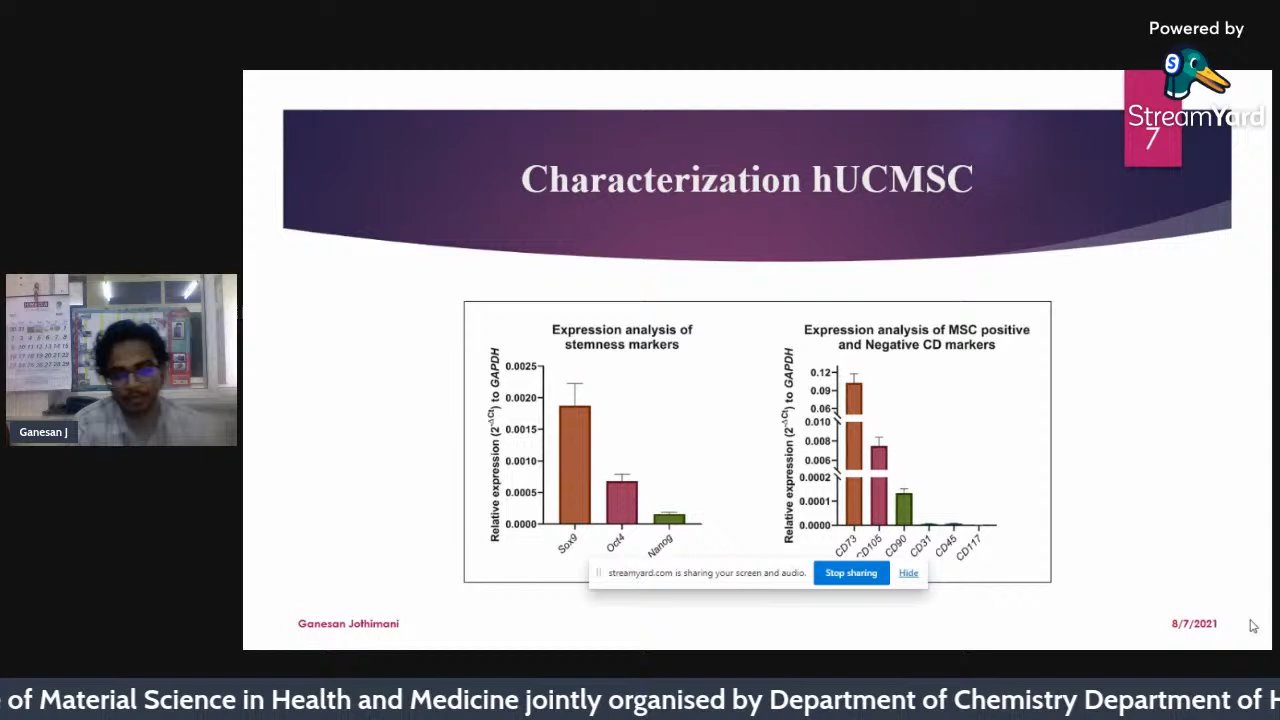 Powered by
StreamYard
7
Characterization hUCMSC
Expression analysis of
stemness markers
Relative expression (2^-ΔCt) to GAPDH
0.0025
0.0020
0.0015
0.0010
0.0005
0.0000
Sox9
Oct4
Nanog
Expression analysis of MSC positive
and Negative CD markers
Relative expression (2^-ΔCt) to GAPDH
0.12
0.09
0.06
0.010
0.008
0.006
0.0002
0.0001
0.0000
CD73
CD105
CD90
CD31
CD45
CD117
streamyard.com is sharing your screen and audio.
Stop sharing
Hide
Ganesan J
Ganesan Jothimani
8/7/2021
of Material Science in Health and Medicine jointly organised by Department of Chemistry Department of